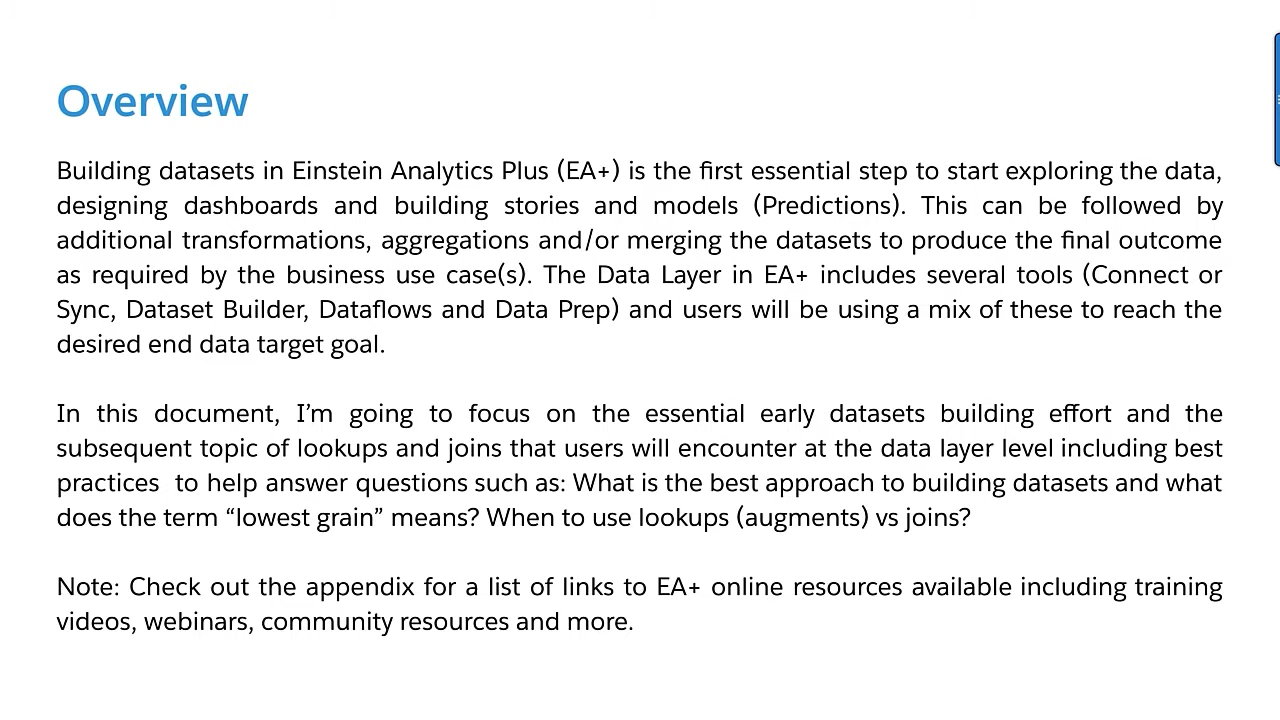 Overview
Building datasets in Einstein Analytics Plus (EA+) is the first essential step to start exploring the data,
designing dashboards and building stories and models (Predictions). This can be followed by
additional transformations, aggregations and/or merging the datasets to produce the final outcome
as required by the business use case(s). The Data Layer in EA+ includes several tools (Connect or
Sync, Dataset Builder, Dataflows and Data Prep) and users will be using a mix of these to reach the
desired end data target goal.
In this document, I’m going to focus on the essential early datasets building effort and the
subsequent topic of lookups and joins that users will encounter at the data layer level including best
practices  to help answer questions such as: What is the best approach to building datasets and what
does the term “lowest grain” means? When to use lookups (augments) vs joins?
Note: Check out the appendix for a list of links to EA+ online resources available including training
videos, webinars, community resources and more.